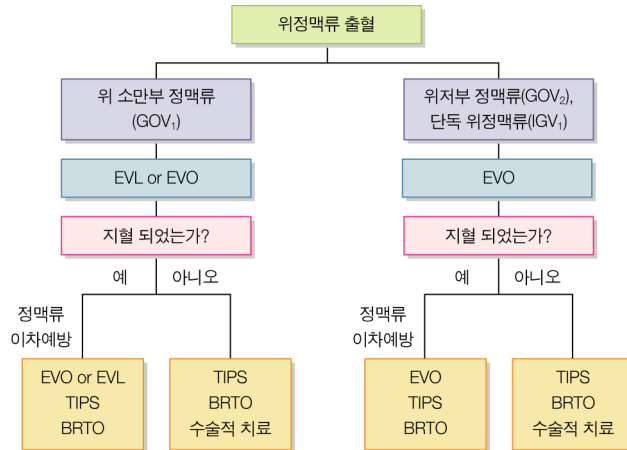 위정맥류 출혈
위 소만부 정맥류
(GOV₁)
위저부 정맥류(GOV₂),
단독 위정맥류(IGV₁)
EVL or EVO
EVO
지혈 되었는가?
지혈 되었는가?
예
아니오
예
아니오
정맥류
이차예방
정맥류
이차예방
EVO or EVL
TIPS
BRTO
TIPS
BRTO
수술적 치료
EVO
TIPS
BRTO
TIPS
BRTO
수술적 치료